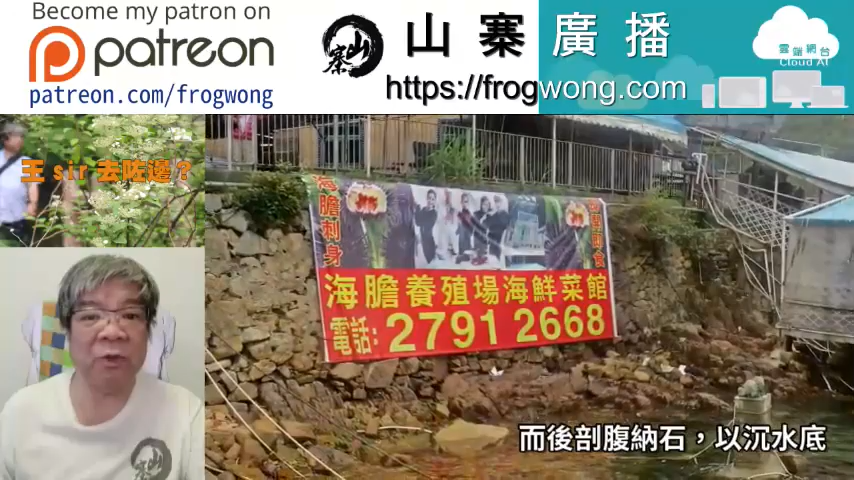 Become my patron on
patreon
patreon.com/frogwong
山寨
山寨廣播
https://frogwong.com
雲端網台
Cloud AI
王 sir 去咗邊？
海膽刺身
海膽養殖場海鮮菜館
電話：2791 2668
而後剖腹納石，以沉水底